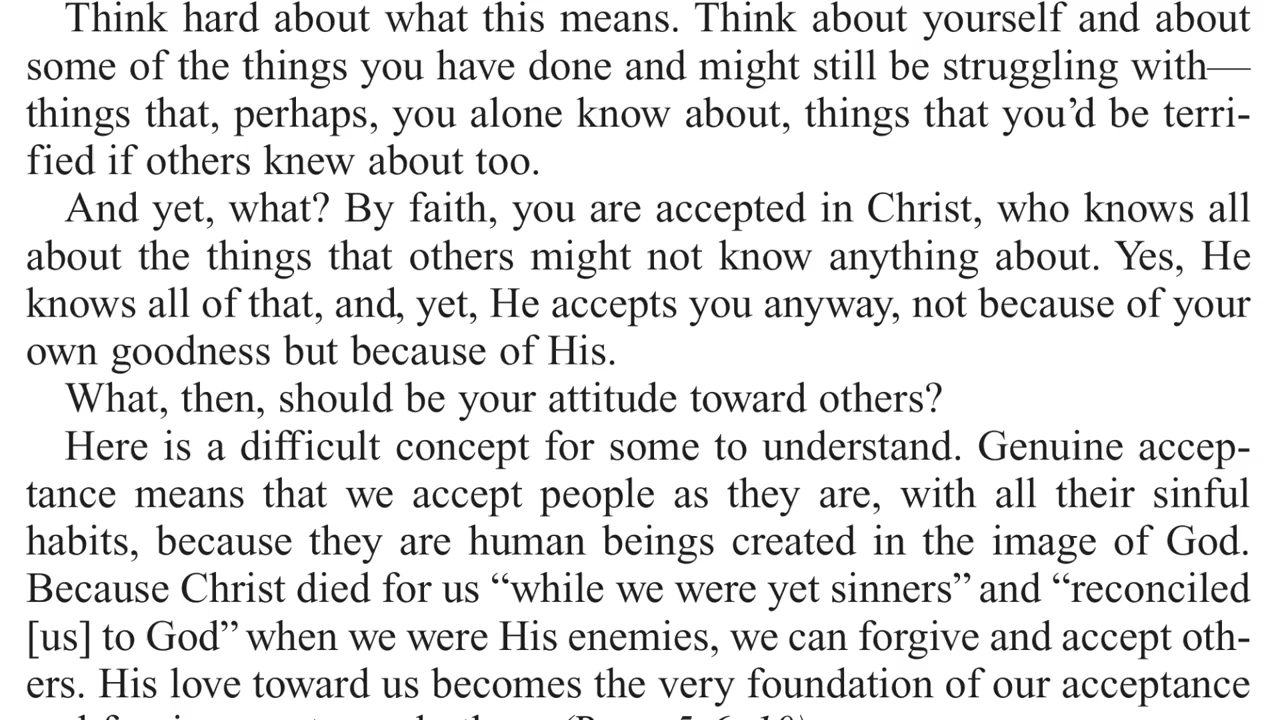 Think hard about what this means. Think about yourself and about
some of the things you have done and might still be struggling with—
things that, perhaps, you alone know about, things that you’d be terri-
fied if others knew about too.
And yet, what? By faith, you are accepted in Christ, who knows all
about the things that others might not know anything about. Yes, He
knows all of that, and, yet, He accepts you anyway, not because of your
own goodness but because of His.
What, then, should be your attitude toward others?
Here is a difficult concept for some to understand. Genuine accep-
tance means that we accept people as they are, with all their sinful
habits, because they are human beings created in the image of God.
Because Christ died for us “while we were yet sinners” and “reconciled
[us] to God” when we were His enemies, we can forgive and accept oth-
ers. His love toward us becomes the very foundation of our acceptance